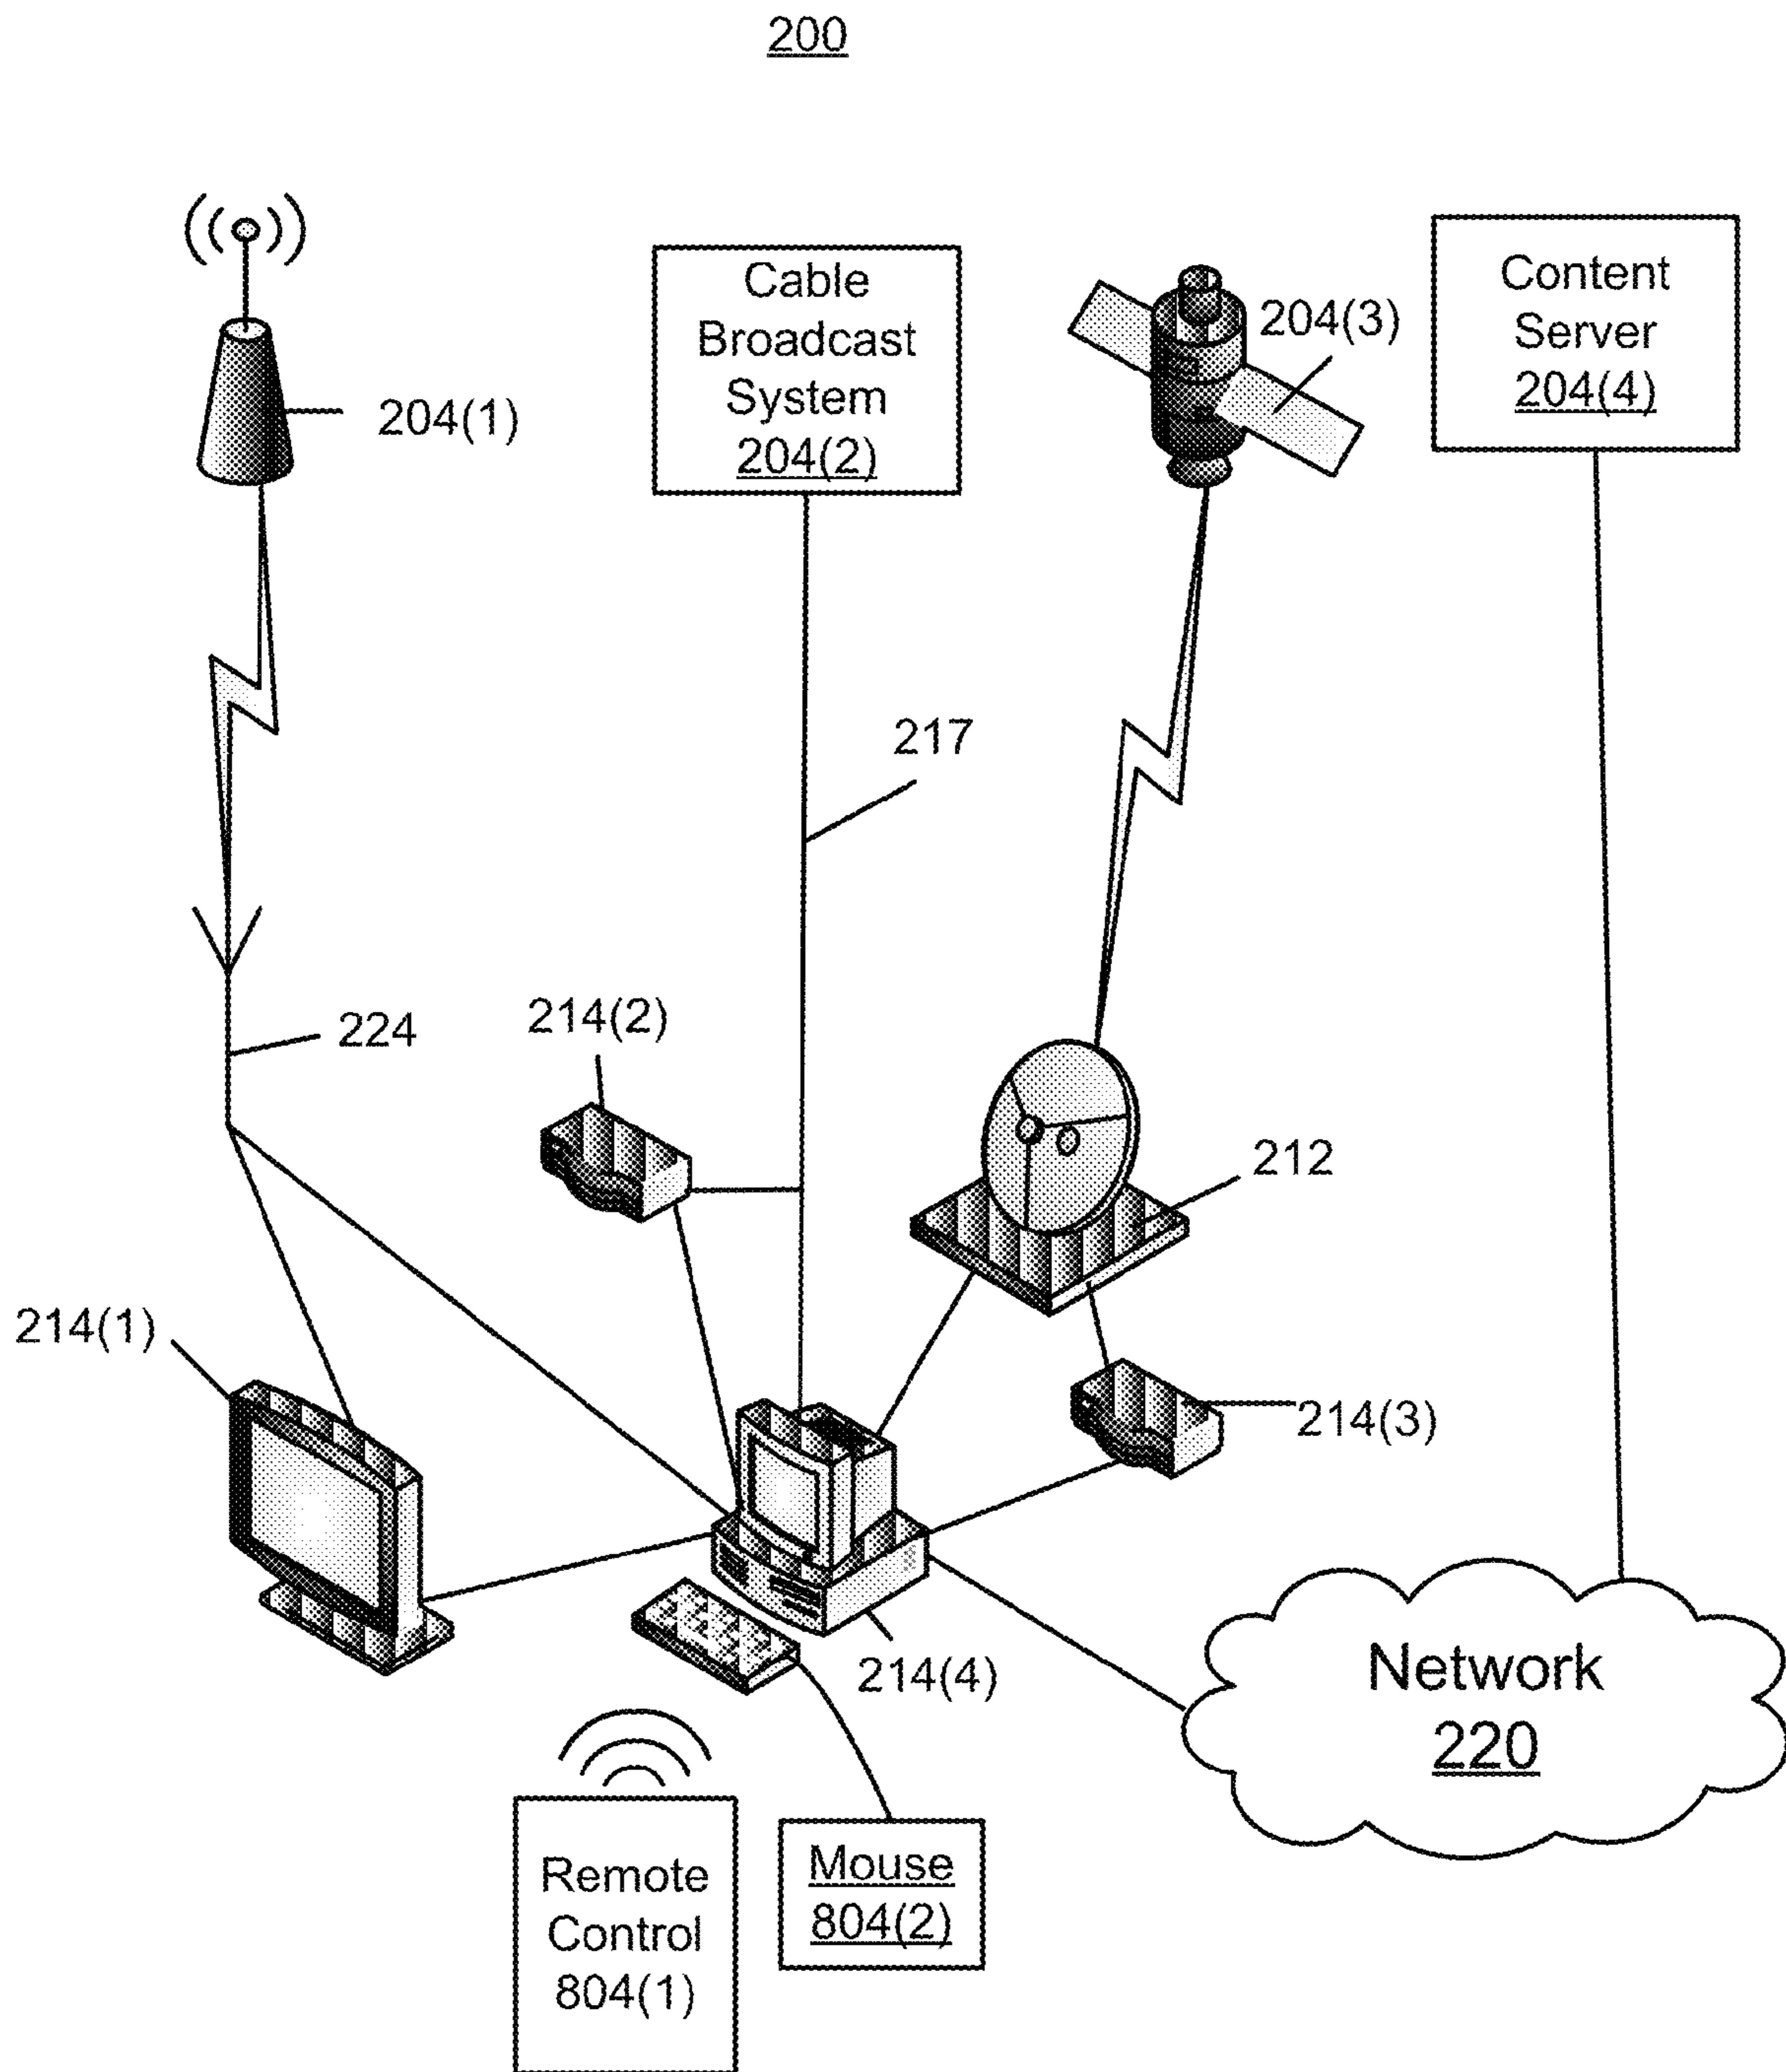 200
Cable
Broadcast
System
204(2)
204(3)
Content
Server
204(4)
204(1)
217
224
214(2)
212
214(1)
214(3)
214(4)
Network
220
Remote
Control
804(1)
Mouse
804(2)